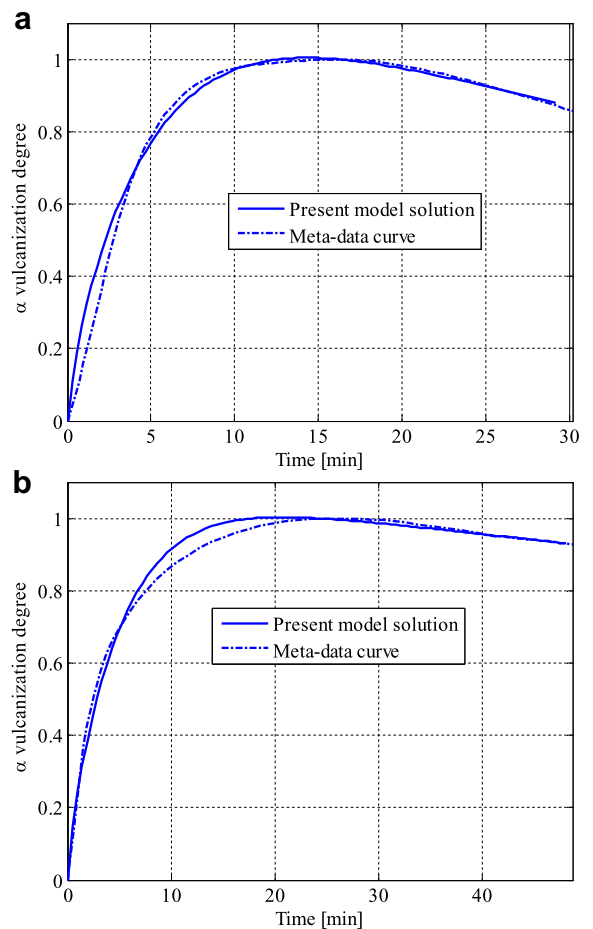 a
1
0.8
0.6
0.4
0.2
0
α vulcanization degree
Present model solution
Meta-data curve
0 5 10 15 20 25 30
Time [min]
b
1
0.8
0.6
0.4
0.2
0
α vulcanization degree
Present model solution
Meta-data curve
0 10 20 30 40
Time [min]